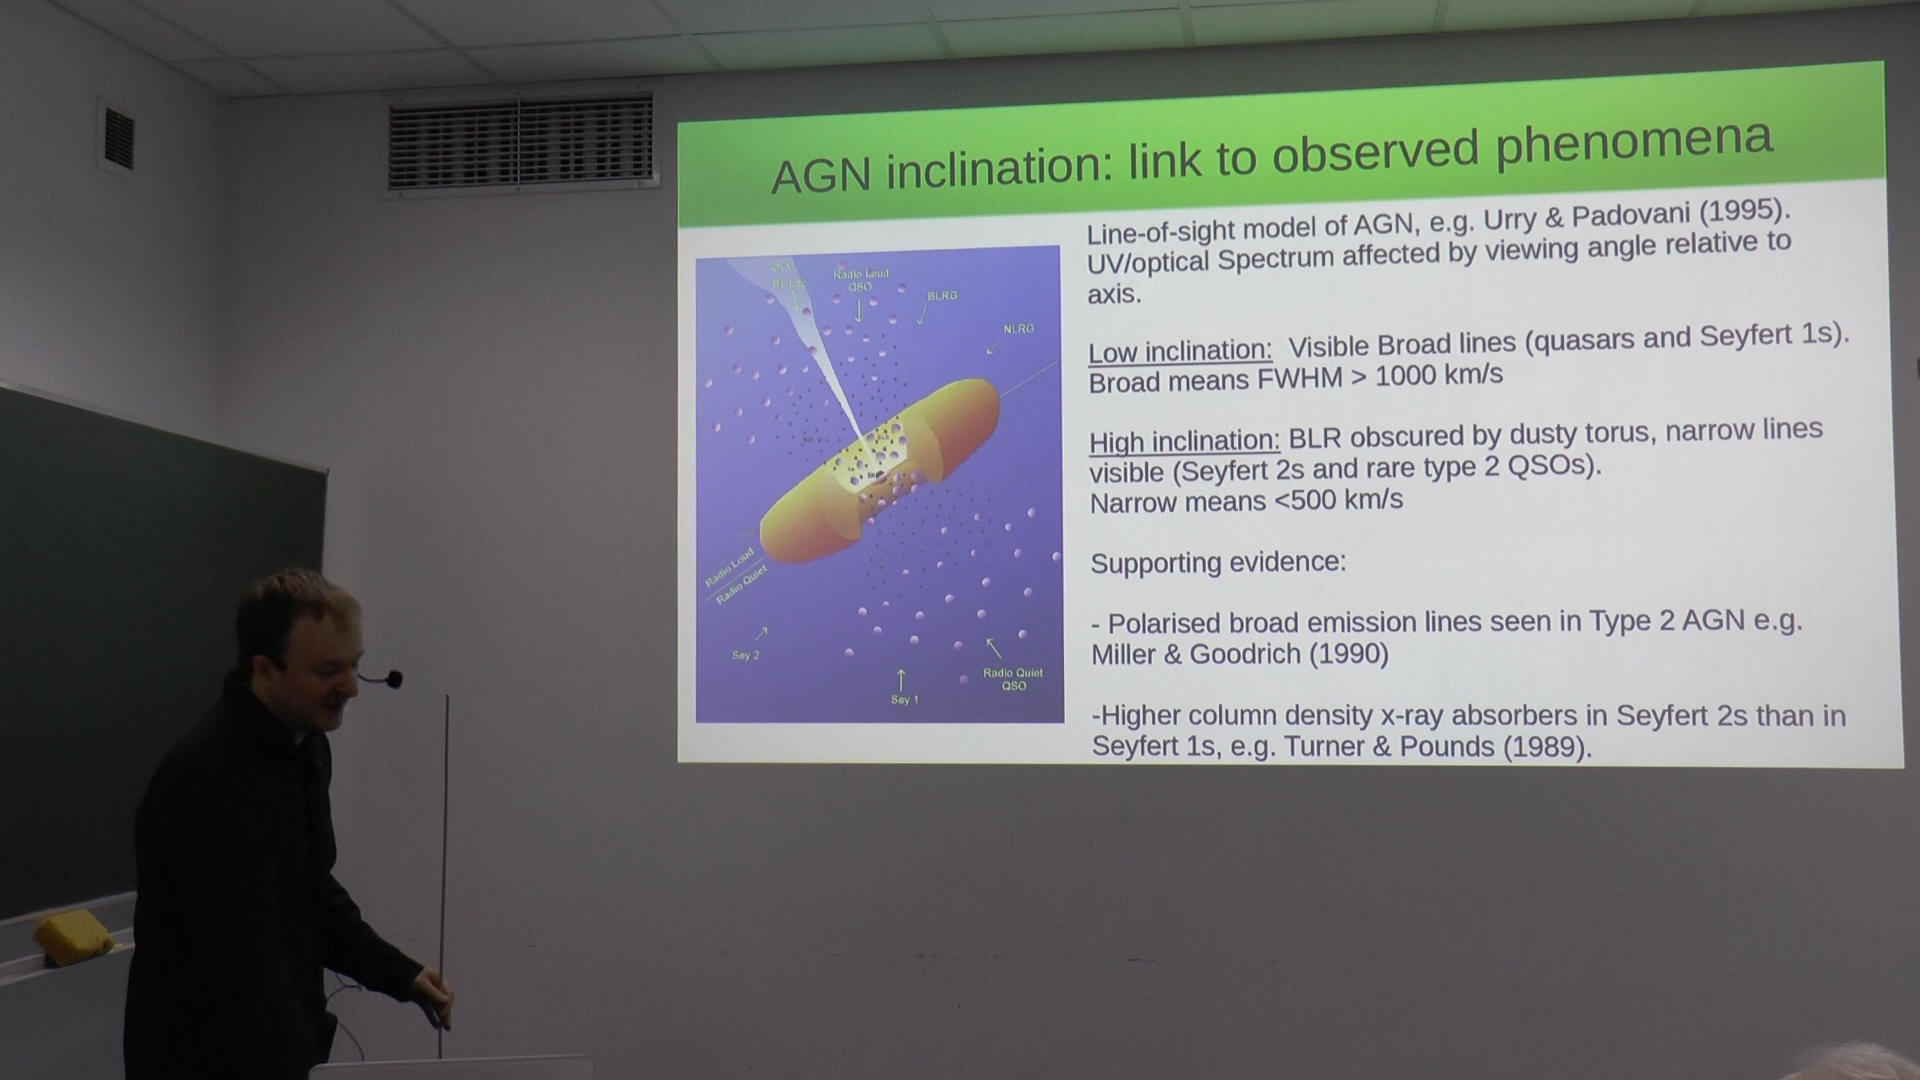 AGN inclination: link to observed phenomena
Line-of-sight model of AGN, e.g. Urry & Padovani (1995).
UV/optical Spectrum affected by viewing angle relative to
axis.
Low inclination: Visible Broad lines (quasars and Seyfert 1s).
Broad means FWHM > 1000 km/s
High inclination: BLR obscured by dusty torus, narrow lines
visible (Seyfert 2s and rare type 2 QSOs).
Narrow means <500 km/s
Supporting evidence:
- Polarised broad emission lines seen in Type 2 AGN e.g.
Miller & Goodrich (1990)
-Higher column density x-ray absorbers in Seyfert 2s than in
Seyfert 1s, e.g. Turner & Pounds (1989).
BL Lac
Radio Loud
QSO
BLRG
NLRG
Radio Loud
Radio Quiet
Sey 2
Sey 1
Radio Quiet
QSO